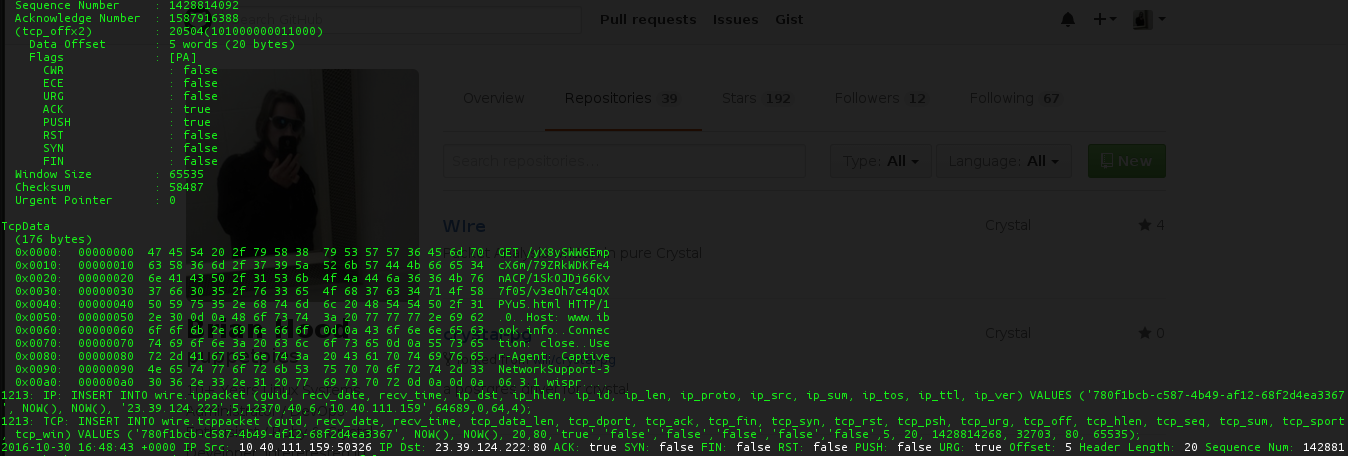 Sequence Number : 1428814092
Acknowledge Number : 1587916388
(tcp_offx2) : 20504(101000000011000)
Data Offset : 5 words (20 bytes)
Flags : [PA]
CWR : false
ECE : false
URG : false
ACK : true
PUSH : true
RST : false
SYN : false
FIN : false
Window Size : 65535
Checksum : 58487
Urgent Pointer : 0
Pull requests Issues Gist
Overview Repositories 39 Stars 192 Followers 12 Following 67
Search repositories... Type: All Language: All New
Wire Crystal 4
pure Crystal
Crystal 0
TcpData
(176 bytes)
0x0000: 00000000 47 45 54 20 2f 79 58 38 79 53 57 57 36 45 6d 70 GET /yX8ySWW6Emp
0x0010: 00000010 63 58 36 6d 2f 37 39 5a 52 6b 57 44 4b 66 65 34 cX6m/79ZRkWDKfe4
0x0020: 00000020 6e 41 43 50 2f 31 53 6b 4f 4a 44 6a 36 36 4b 76 nACP/1SkOJDj66Kv
0x0030: 00000030 37 66 30 35 2f 76 33 65 4f 68 37 63 34 71 4f 58 7f05/v3eOh7c4qOX
0x0040: 00000040 50 59 75 35 2e 68 74 6d 6c 20 48 54 54 50 2f 31 PYu5.html HTTP/1
0x0050: 00000050 2e 30 0d 0a 48 6f 73 74 3a 20 77 77 77 2e 69 62 .0..Host: www.ib
0x0060: 00000060 6f 6f 6b 2e 69 6e 66 6f 0d 0a 43 6f 6e 6e 65 63 ook.info..Connec
0x0070: 00000070 74 69 6f 6e 3a 20 63 6c 6f 73 65 0d 0a 55 73 65 tion: close..Use
0x0080: 00000080 72 2d 41 67 65 6e 74 3a 20 43 61 70 74 69 76 65 r-Agent: Captive
0x0090: 00000090 4e 65 74 77 6f 72 6b 53 75 70 70 6f 72 74 2d 33 NetworkSupport-3
0x00a0: 000000a0 30 36 2e 33 2e 31 20 77 69 73 70 72 0d 0a 0d 0a 06.3.1 wispr....
1213: IP: INSERT INTO wire.ippacket (guid, recv_date, recv_time, ip_dst, ip_hlen, ip_id, ip_len, ip_proto, ip_src, ip_sum, ip_tos, ip_ttl, ip_ver) VALUES ('780f1bcb-c587-4b49-af12-68f2d4ea3367
', NOW(), NOW(), '23.39.124.222',5,12370,40,6,'10.40.111.159',64689,0,64,4);
1213: TCP: INSERT INTO wire.tcppacket (guid, recv_date, recv_time, tcp_data_len, tcp_dport, tcp_ack, tcp_fin, tcp_syn, tcp_rst, tcp_psh, tcp_urg, tcp_off, tcp_hlen, tcp_seq, tcp_sum, tcp_sport
, tcp_win) VALUES ('780f1bcb-c587-4b49-af12-68f2d4ea3367', NOW(), NOW(), 20,80,'true','false','false','false','false','false',5, 20, 1428814268, 32703, 80, 65535);
2016-10-30 16:48:43 +0000 IP Src: 10.40.111.159:50326 IP Dst: 23.39.124.222:80 ACK: true SYN: false FIN: false RST: false PUSH: false URG: true Offset: 5 Header Length: 20 Sequence Num: 142881